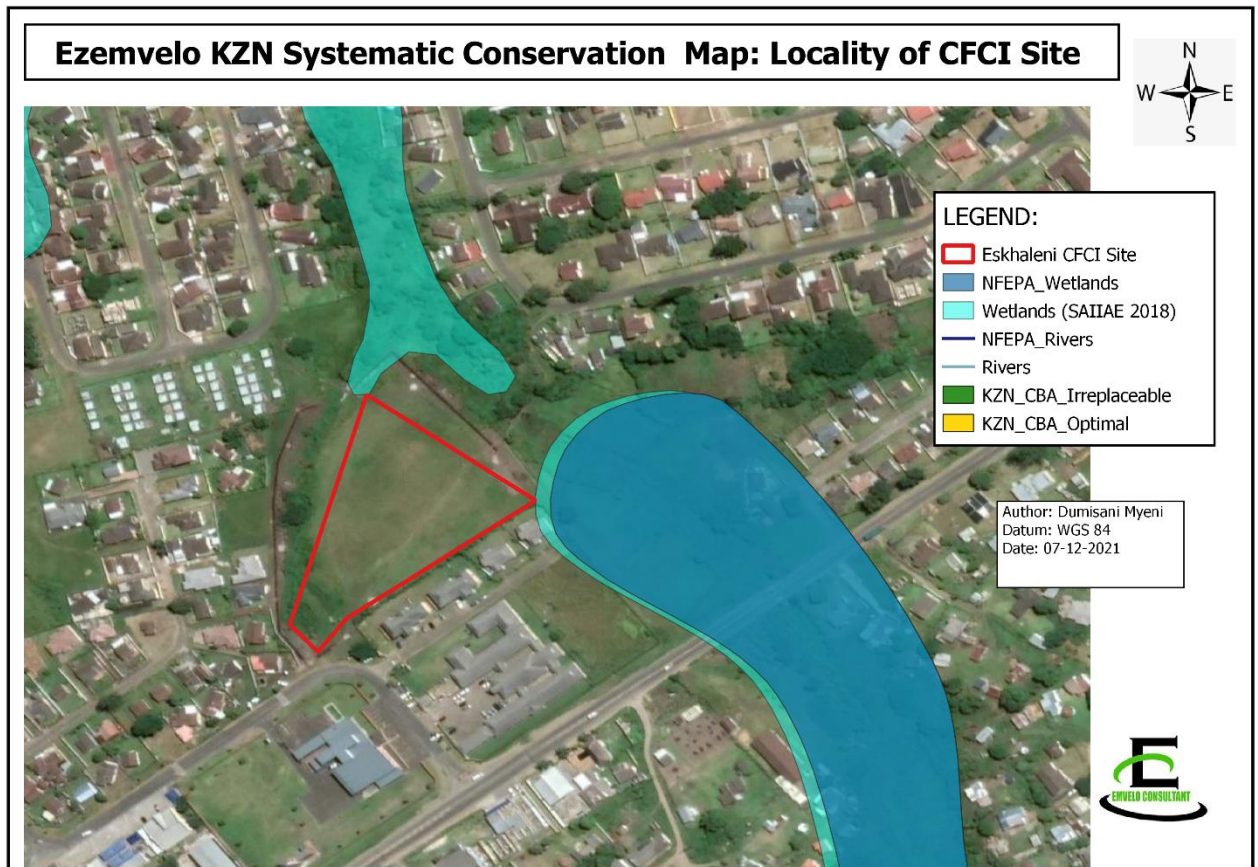 Ezemvelo KZN Systematic Conservation Map: Locality of CFCI Site
N
W E
S
LEGEND:
Eskhaleni CFCI Site
NFEPA_Wetlands
Wetlands (SAIIAE 2018)
NFEPA_Rivers
Rivers
KZN_CBA_Irreplaceable
KZN_CBA_Optimal
Author: Dumisani Myeni
Datum: WGS 84
Date: 07-12-2021
E
EMVELO CONSULTANT